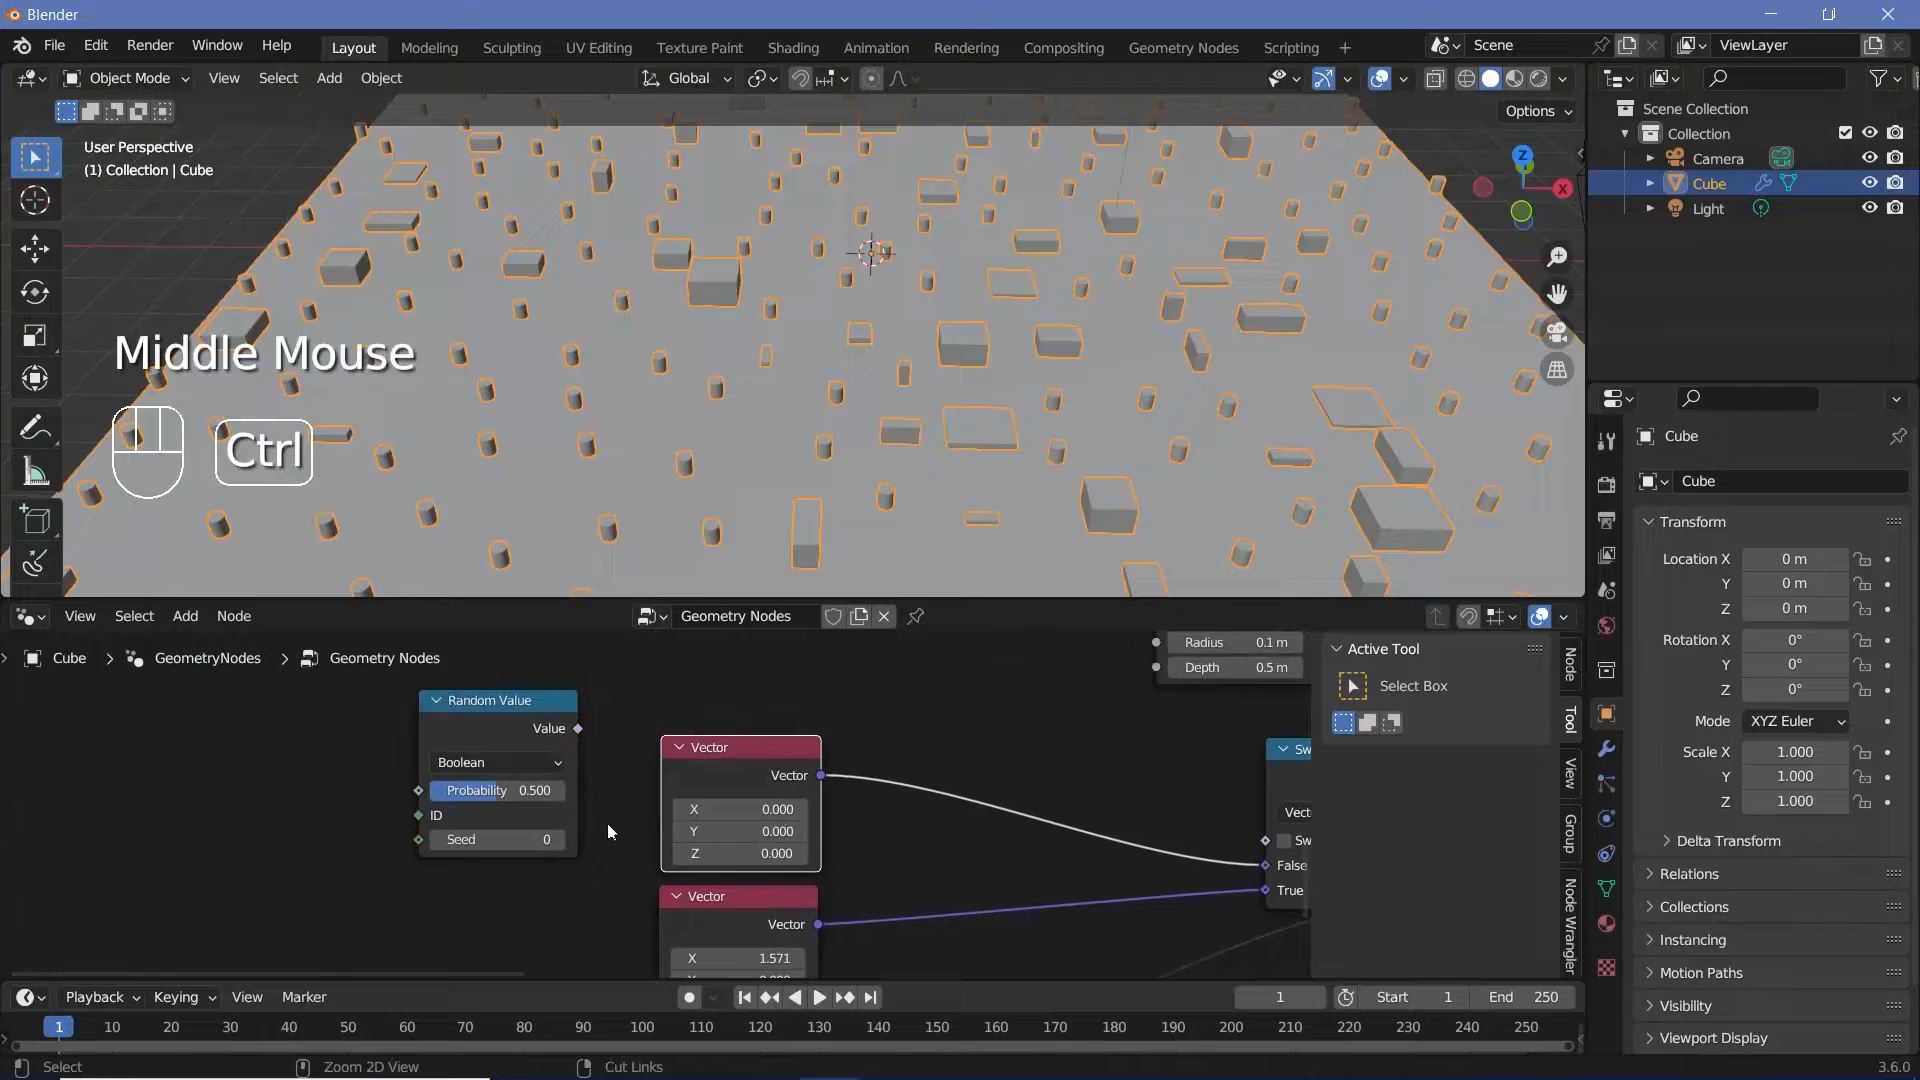 Blender
File Edit Render Window Help
Layout Modeling Sculpting UV Editing Texture Paint Shading Animation Rendering Compositing Geometry Nodes Scripting
Scene
ViewLayer
Object Mode View Select Add Object
Global
Options
User Perspective
(1) Collection | Cube
Z
X
Middle Mouse
Ctrl
Scene Collection
Collection
Camera
Cube
Light
Cube
Cube
Transform
Location X 0 m
Y 0 m
Z 0 m
Rotation X 0°
Y 0°
Z 0°
Mode XYZ Euler
Scale X 1.000
Y 1.000
Z 1.000
Delta Transform
Relations
Collections
Instancing
Motion Paths
Visibility
Viewport Display
View Select Add Node
Geometry Nodes
Cube GeometryNodes Geometry Nodes
Random Value
Value
Boolean
Probability 0.500
ID
Seed 0
Vector
Vector
X 0.000
Y 0.000
Z 0.000
Vector
Vector
X 1.571
Radius 0.1 m
Depth 0.5 m
Sw
Vect
Sw
False
True
Active Tool
Select Box
Node
Tool
View
Group
Node Wrangler
Playback Keying View Marker
1
Start 1
End 250
1 10 20 30 40 50 60 70 80 90 100 110 120 130 140 150 160 170 180 190 200 210 220 230 240 250
Select
Zoom 2D View
Cut Links
3.6.0